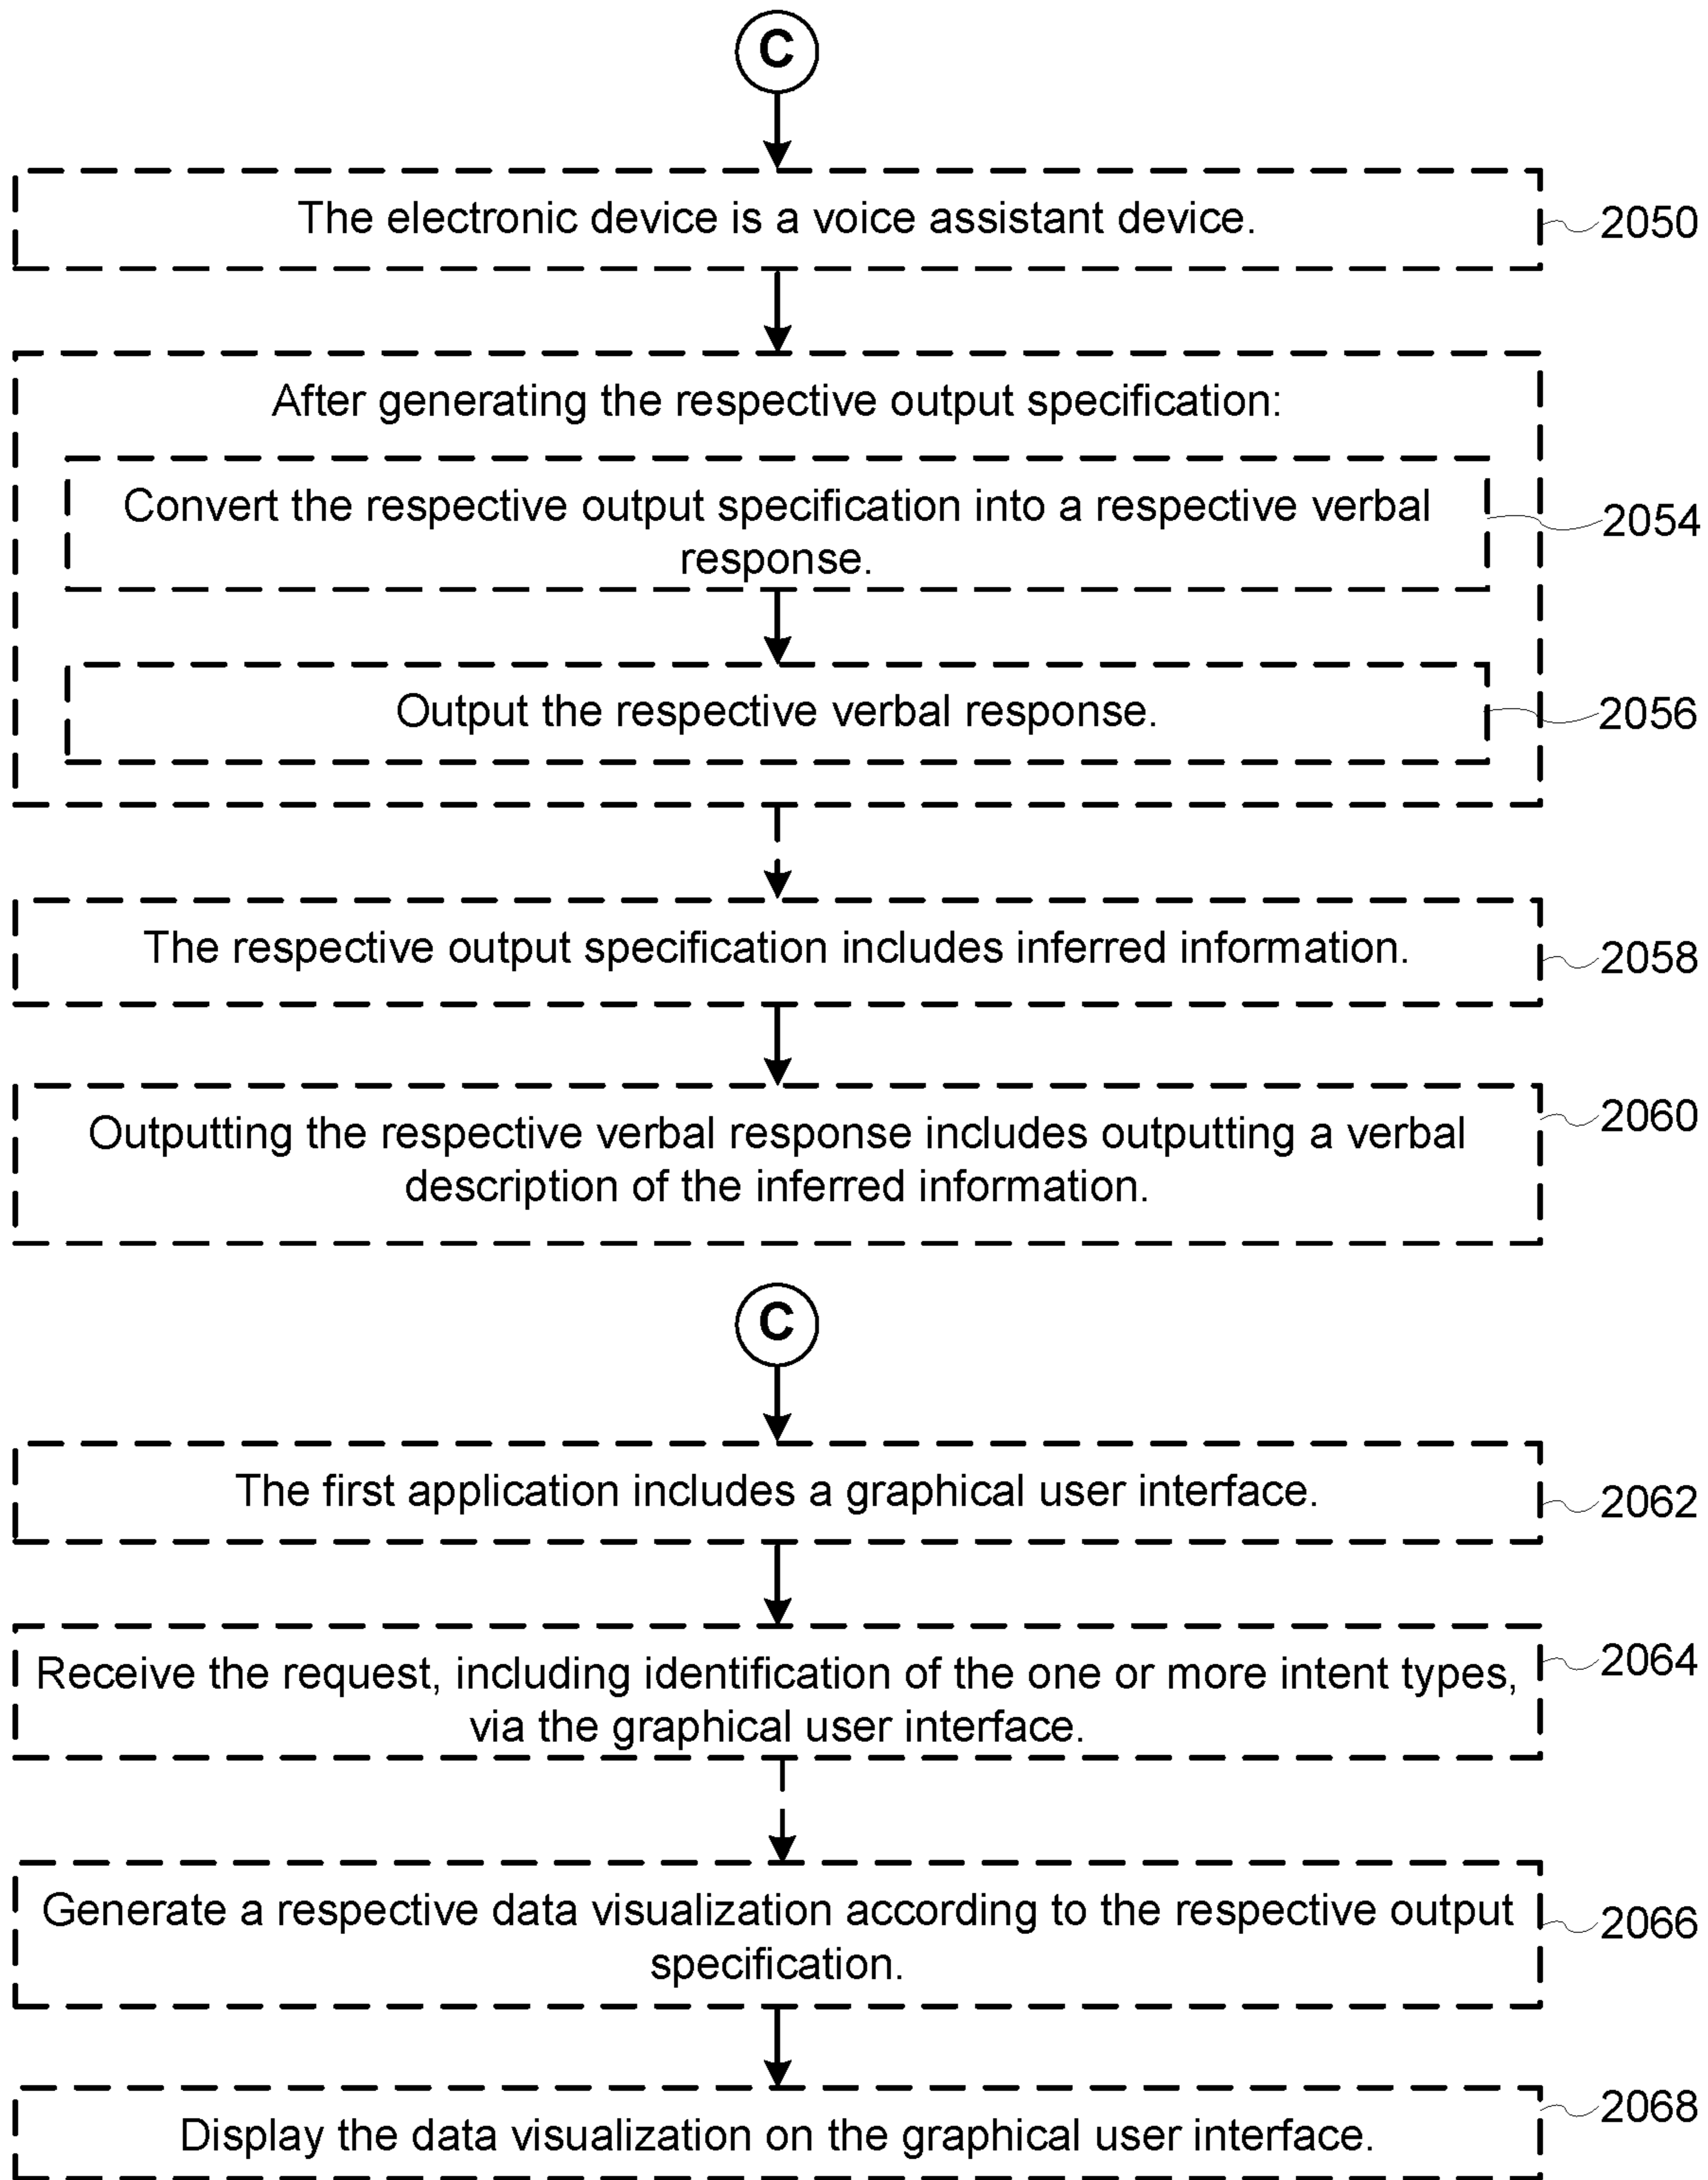 C
The electronic device is a voice assistant device.
2050
After generating the respective output specification:
Convert the respective output specification into a respective verbal
response.
2054
Output the respective verbal response.
2056
The respective output specification includes inferred information.
2058
Outputting the respective verbal response includes outputting a verbal
description of the inferred information.
2060
C
The first application includes a graphical user interface.
2062
Receive the request, including identification of the one or more intent types,
via the graphical user interface.
2064
Generate a respective data visualization according to the respective output
specification.
2066
Display the data visualization on the graphical user interface.
2068